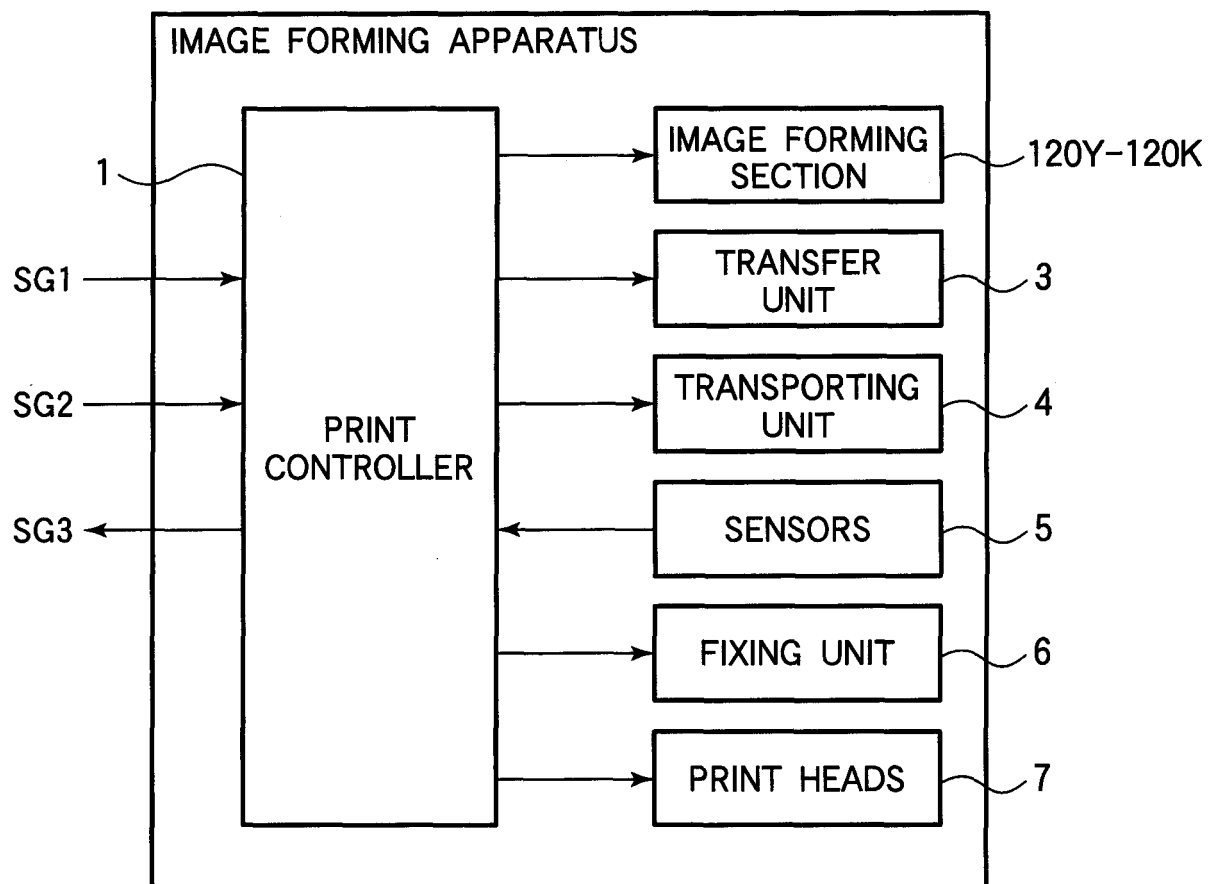 IMAGE FORMING APPARATUS
1
SG1
SG2
SG3
PRINT
CONTROLLER
IMAGE FORMING
SECTION
120Y-120K
TRANSFER
UNIT
3
TRANSPORTING
UNIT
4
SENSORS
5
FIXING UNIT
6
PRINT HEADS
7